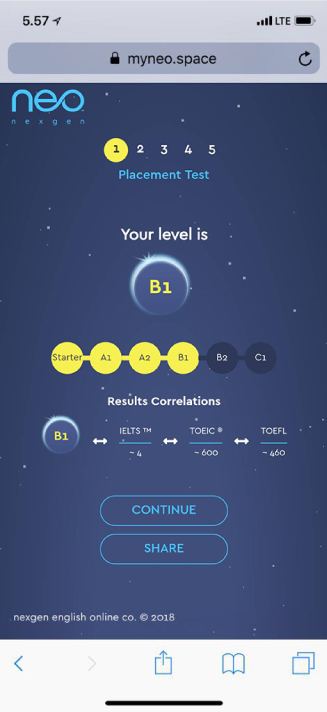 5.57
LTE
myneo.space
neo
nexgen
1 2 3 4 5
Placement Test
Your level is
B1
Starter A1 A2 B1 B2 C1
Results Correlations
B1 IELTS ™ TOEIC ® TOEFL
~ 4 ~ 600 ~ 460
CONTINUE
SHARE
nexgen english online co. © 2018